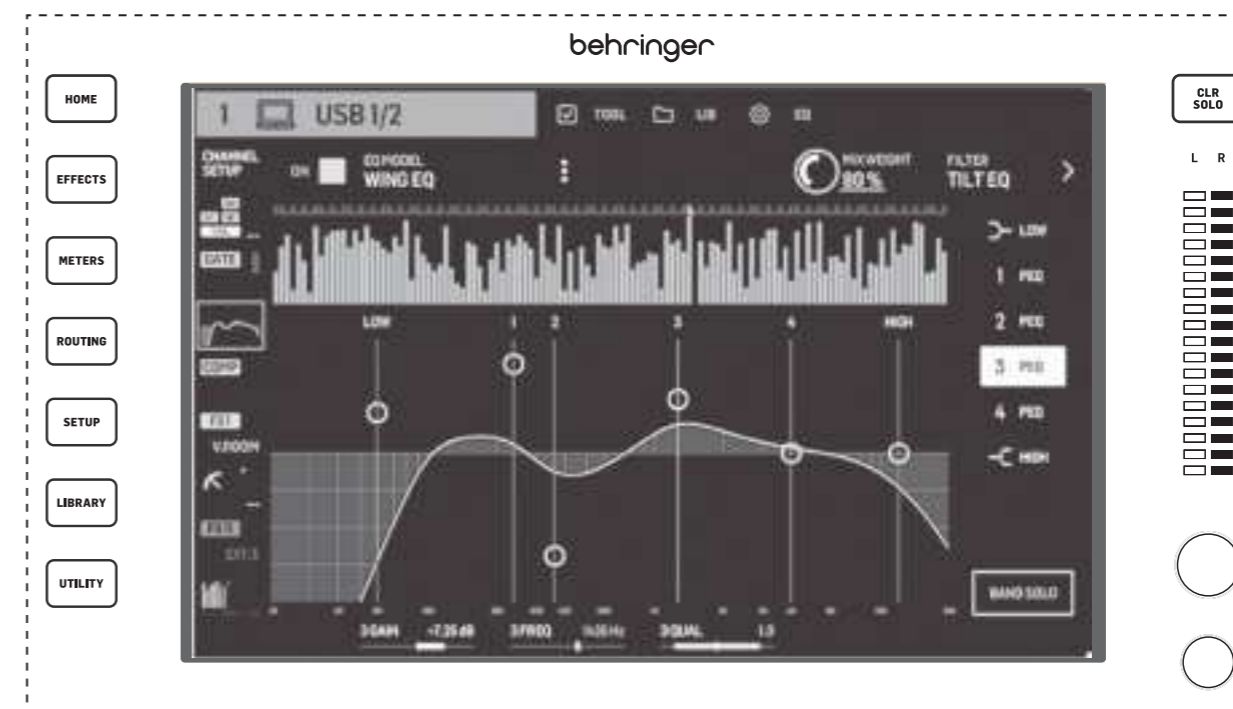 behringer
HOME
EFFECTS
METERS
ROUTING
SETUP
LIBRARY
UTILITY
CLR
SOLO
L R
1 USB 1/2
TOOL LIB EQ
CHANNEL
SETUP
ON
EQ MODEL
WING EQ
MIX WEIGHT
80 %
FILTER
TILT EQ
GATE
COMP
V.ROOM
LOW 1 2 3 4 HIGH
LOW
1 PEQ
2 PEQ
3 PEQ
4 PEQ
HIGH
BAND SOLO
3 GAIN +7.25 dB
3 FREQ
3 QUAL 1.0